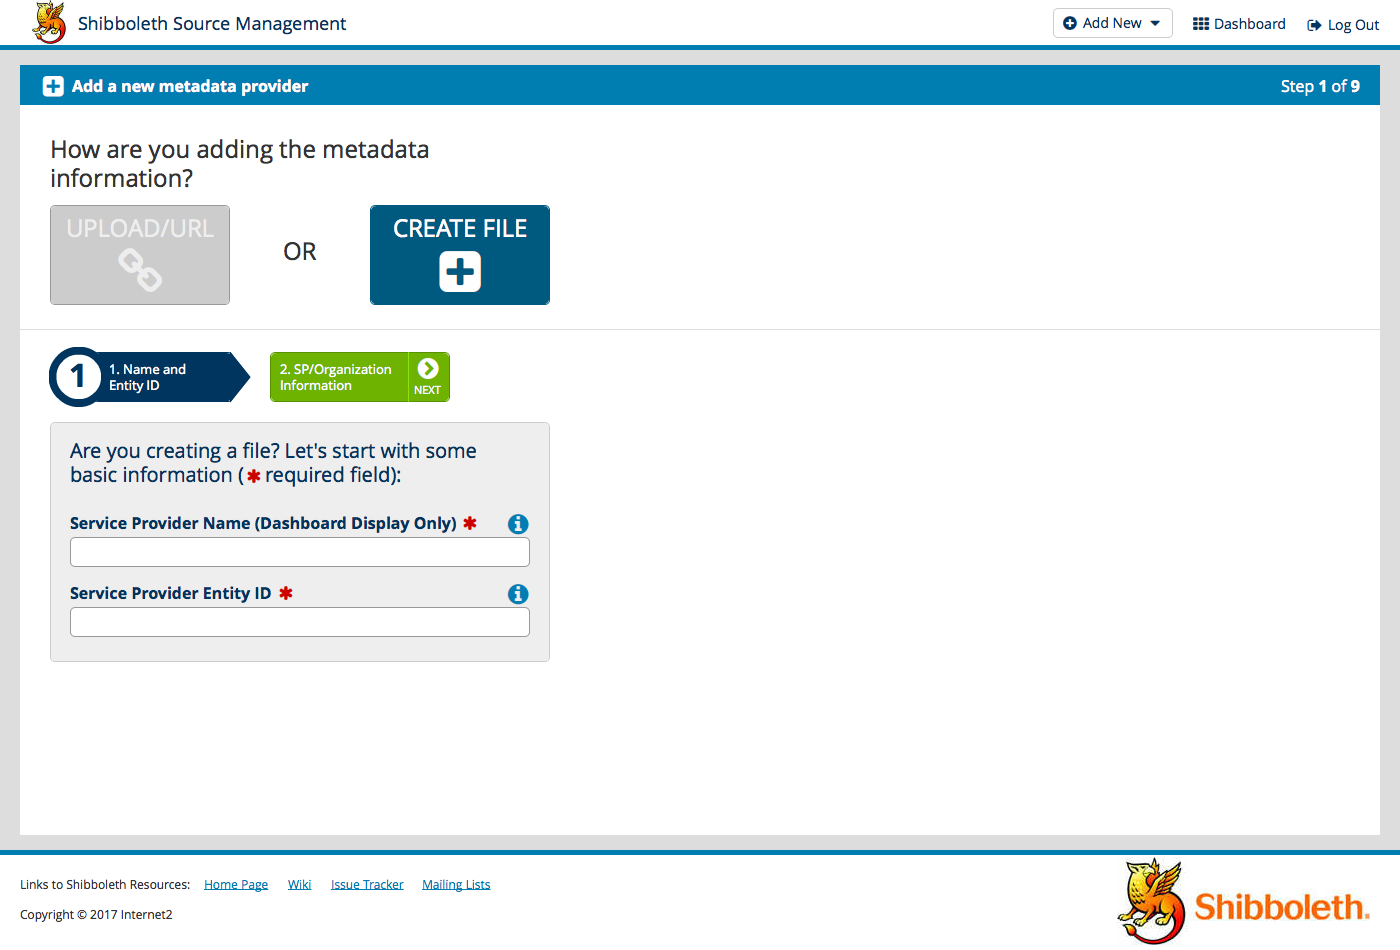 Shibboleth Source Management
Add New
Dashboard
Log Out
Add a new metadata provider
Step 1 of 9
How are you adding the metadata
information?
UPLOAD/URL
OR
CREATE FILE
1
1. Name and
Entity ID
2. SP/Organization
Information
NEXT
Are you creating a file? Let's start with some
basic information (✱ required field):
Service Provider Name (Dashboard Display Only) ✱
Service Provider Entity ID ✱
Links to Shibboleth Resources: Home Page Wiki Issue Tracker Mailing Lists
Copyright © 2017 Internet2
Shibboleth.